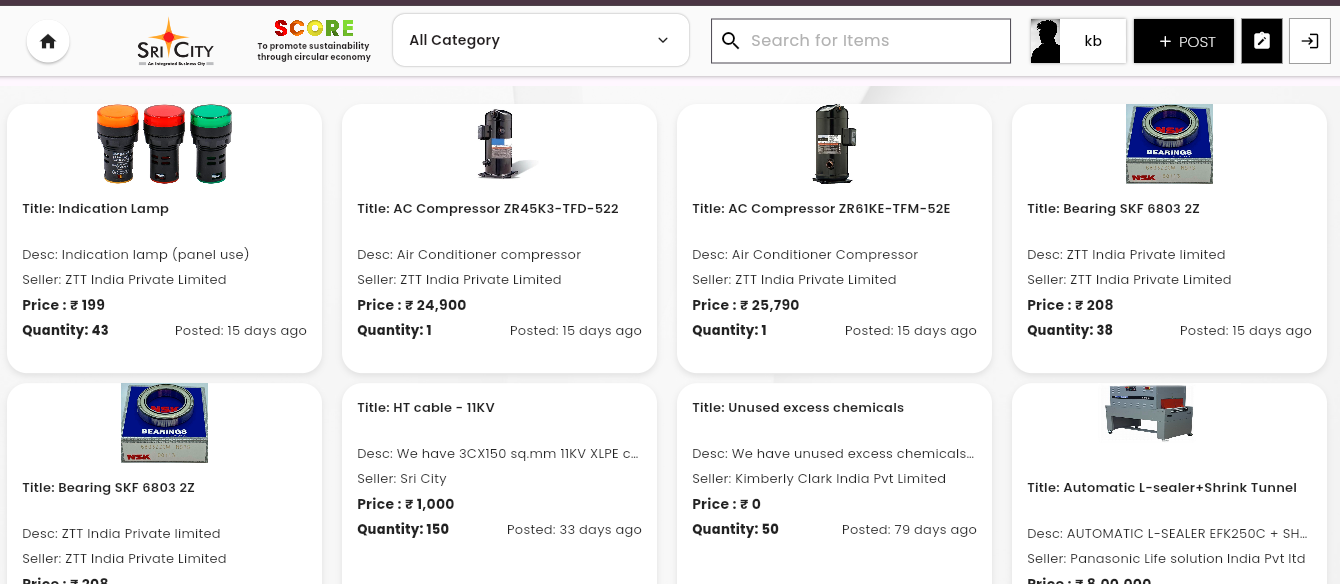 SRI CITY
An Integrated Business City
SCORE
To promote sustainability
through circular economy
All Category
Search for Items
kb
+ POST
Title: Indication Lamp
Desc: Indication lamp (panel use)
Seller: ZTT India Private Limited
Price : ₹ 199
Quantity: 43
Posted: 15 days ago
Title: AC Compressor ZR45K3-TFD-522
Desc: Air Conditioner compressor
Seller: ZTT India Private Limited
Price : ₹ 24,900
Quantity: 1
Posted: 15 days ago
Title: AC Compressor ZR61KE-TFM-52E
Desc: Air Conditioner Compressor
Seller: ZTT India Private Limited
Price : ₹ 25,790
Quantity: 1
Posted: 15 days ago
NSK
BEARINGS
NSK
Title: Bearing SKF 6803 2Z
Desc: ZTT India Private limited
Seller: ZTT India Private Limited
Price : ₹ 208
Quantity: 38
Posted: 15 days ago
NSK
BEARINGS
NSK
Title: Bearing SKF 6803 2Z
Desc: ZTT India Private limited
Seller: ZTT India Private Limited
Price : ₹ 208
Title: HT cable - 11KV
Desc: We have 3CX150 sq.mm 11KV XLPE c...
Seller: Sri City
Price : ₹ 1,000
Quantity: 150
Posted: 33 days ago
Title: Unused excess chemicals
Desc: We have unused excess chemicals...
Seller: Kimberly Clark India Pvt Limited
Price : ₹ 0
Quantity: 50
Posted: 79 days ago
Title: Automatic L-sealer+Shrink Tunnel
Desc: AUTOMATIC L-SEALER EFK250C + SH...
Seller: Panasonic Life solution India Pvt ltd
Price : ₹ 8,00,000